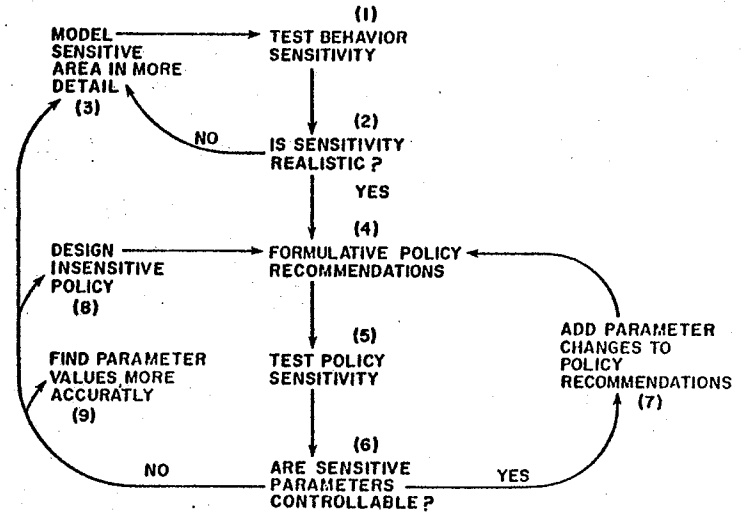 (1)
TEST BEHAVIOR
SENSITIVITY
MODEL
SENSITIVE
AREA IN MORE
DETAIL
(3)
(2)
IS SENSITIVITY
REALISTIC?
NO
YES
(4)
FORMULATIVE POLICY
RECOMMENDATIONS
DESIGN
INSENSITIVE
POLICY
(8)
(5)
TEST POLICY
SENSITIVITY
ADD PARAMETER
CHANGES TO
POLICY
RECOMMENDATIONS
(7)
FIND PARAMETER
VALUES MORE
ACCURATLY
(9)
(6)
ARE SENSITIVE
PARAMETERS
CONTROLLABLE?
NO
YES